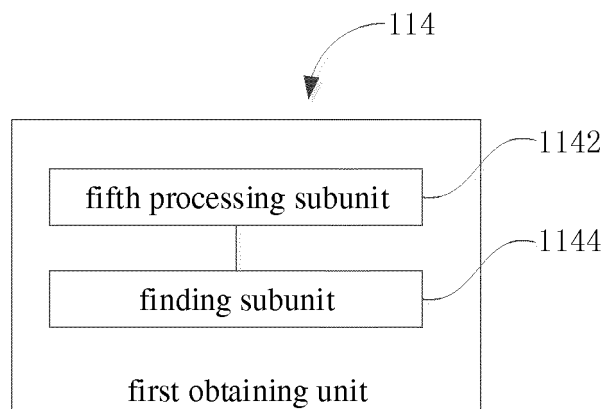 114
fifth processing subunit
1142
finding subunit
1144
first obtaining unit